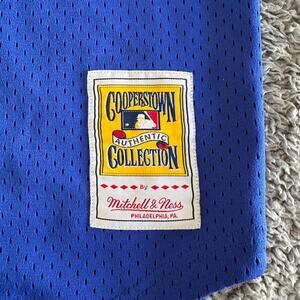 COOPERSTOWN
AUTHENTIC
COLLECTION
By
Mitchell & Ness
PHILADELPHIA, PA.